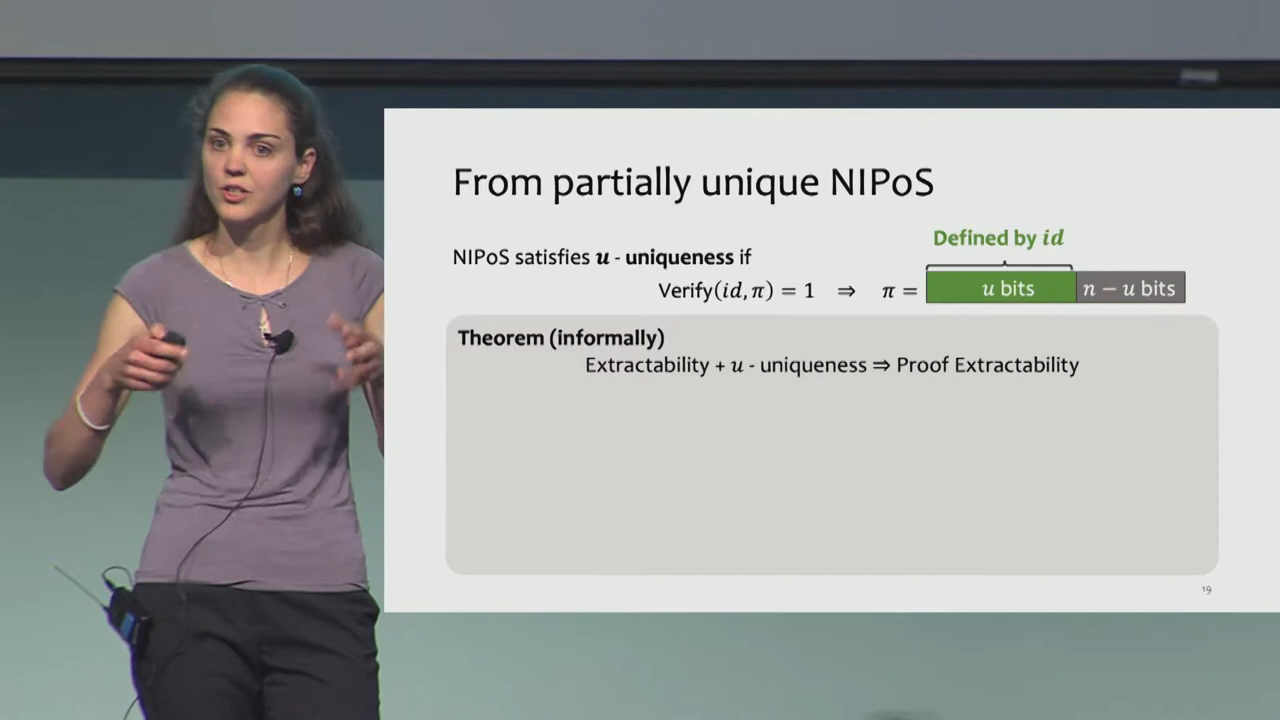 From partially unique NIPoS
Defined by id
NIPoS satisfies u - uniqueness if
Verify(id, π) = 1 ⇒ π = u bits n − u bits
Theorem (informally)
Extractability + u - uniqueness ⇒ Proof Extractability
19